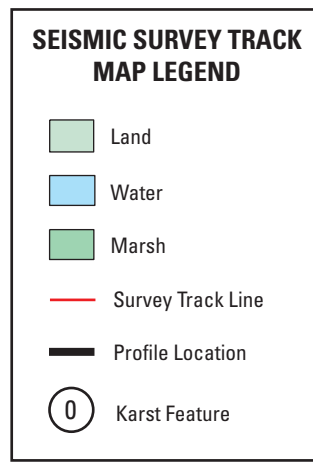 SEISMIC SURVEY TRACK
MAP LEGEND
Land
Water
Marsh
Survey Track Line
Profile Location
0 Karst Feature